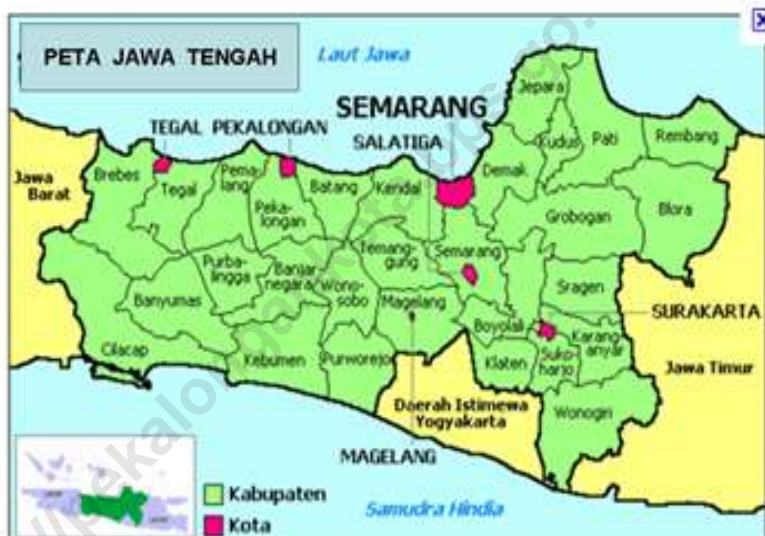 PETA JAWA TENGAH
Laut Jawa
SEMARANG
TEGAL PEKALONGAN
SALATIGA
Jepara
Kudus
Pati
Rembang
Jawa
Barat
Brebes
Tegal
Pema-
lang
Peka-
longan
Batang
Kendal
Demak
Grobogan
Blora
Purba-
lingga
Banjar-
negara
Wono-
sobo
Temang-
gung
Semarang
Banyumas
Magelang
Sragen
SURAKARTA
Boyolali
Karang-
anyar
Cilacap
Kebumen
Purworejo
Klaten
Suko-
harjo
Jawa Timur
Daerah Istimewa
Yogyakarta
Wonogiri
MAGELANG
Kabupaten
Kota
Samudra Hindia